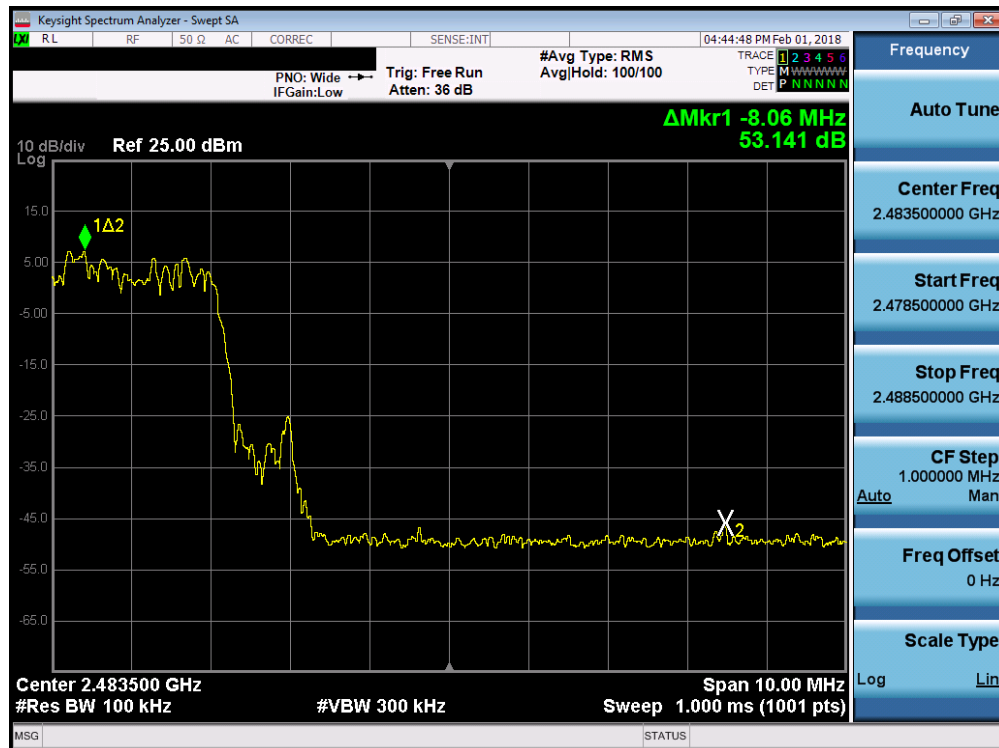 Keysight Spectrum Analyzer - Swept SA
LXI RL RF 50 Ω AC CORREC SENSE:INT 04:44:48 PM Feb 01, 2018
PNO: Wide
IFGain:Low
Trig: Free Run
Atten: 36 dB
#Avg Type: RMS
Avg|Hold: 100/100
TRACE 1 2 3 4 5 6
TYPE M WWWWW
DET P N N N N N
ΔMkr1 -8.06 MHz
53.141 dB
10 dB/div Ref 25.00 dBm
Log
15.0
5.00
-5.00
-15.0
-25.0
-35.0
-45.0
-55.0
-65.0
1Δ2
X2
Center 2.483500 GHz Span 10.00 MHz
#Res BW 100 kHz #VBW 300 kHz Sweep 1.000 ms (1001 pts)
MSG STATUS
Frequency
Auto Tune
Center Freq
2.483500000 GHz
Start Freq
2.478500000 GHz
Stop Freq
2.488500000 GHz
CF Step
1.000000 MHz
Auto Man
Freq Offset
0 Hz
Scale Type
Log Lin